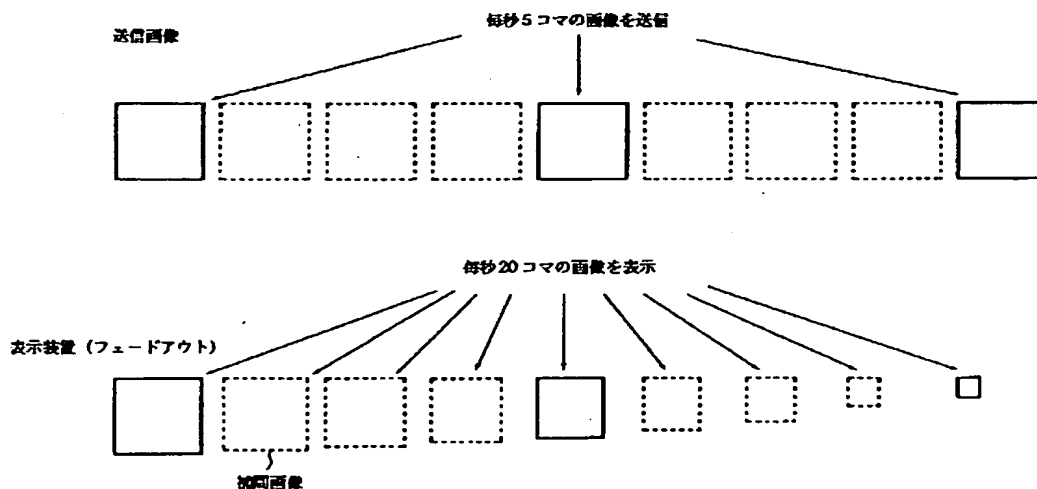 毎秒5コマの画像を送信
送信画像
毎秒20コマの画像を表示
表示装置（フェードアウト）
補間画像